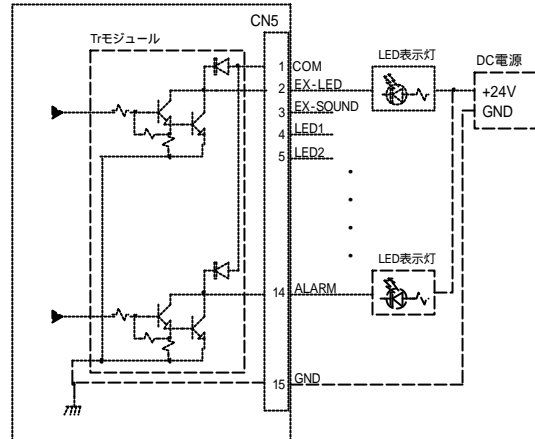 CN5
Trモジュール
LED表示灯
DC電源
1 COM
2 EX-LED
+24V
3 EX-SOUND
GND
4 LED1
5 LED2
LED表示灯
14 ALARM
15 GND